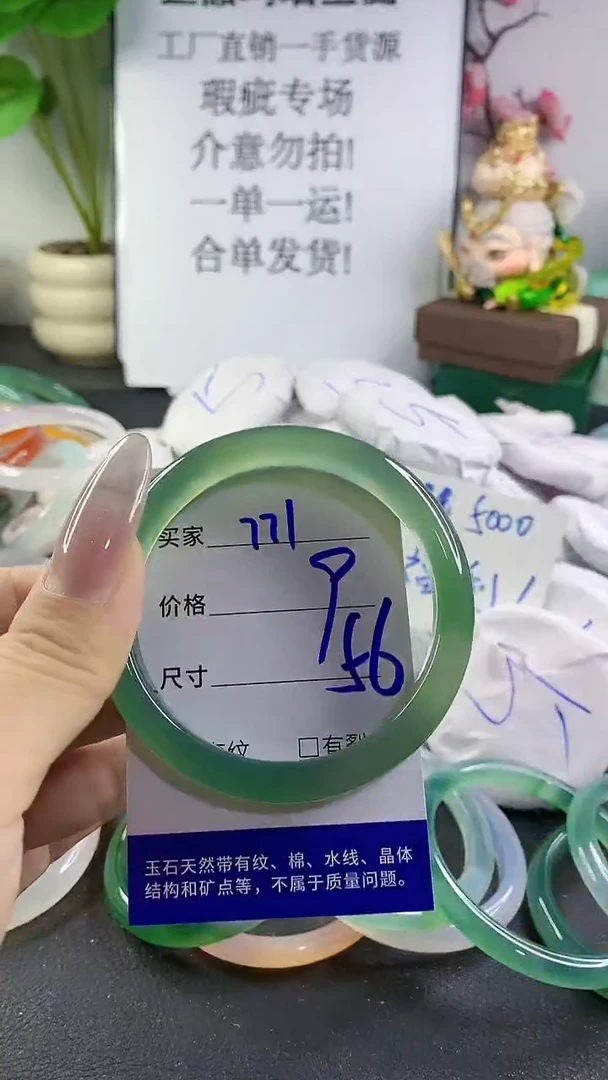 工厂直销一手货源
瑕疵专场
介意勿拍!
一单一运!
合单发货!
5000
买家 771
价格 9
尺寸 56
纹 □有裂
玉石天然带有纹、棉、水线、晶体
结构和矿点等，不属于质量问题。